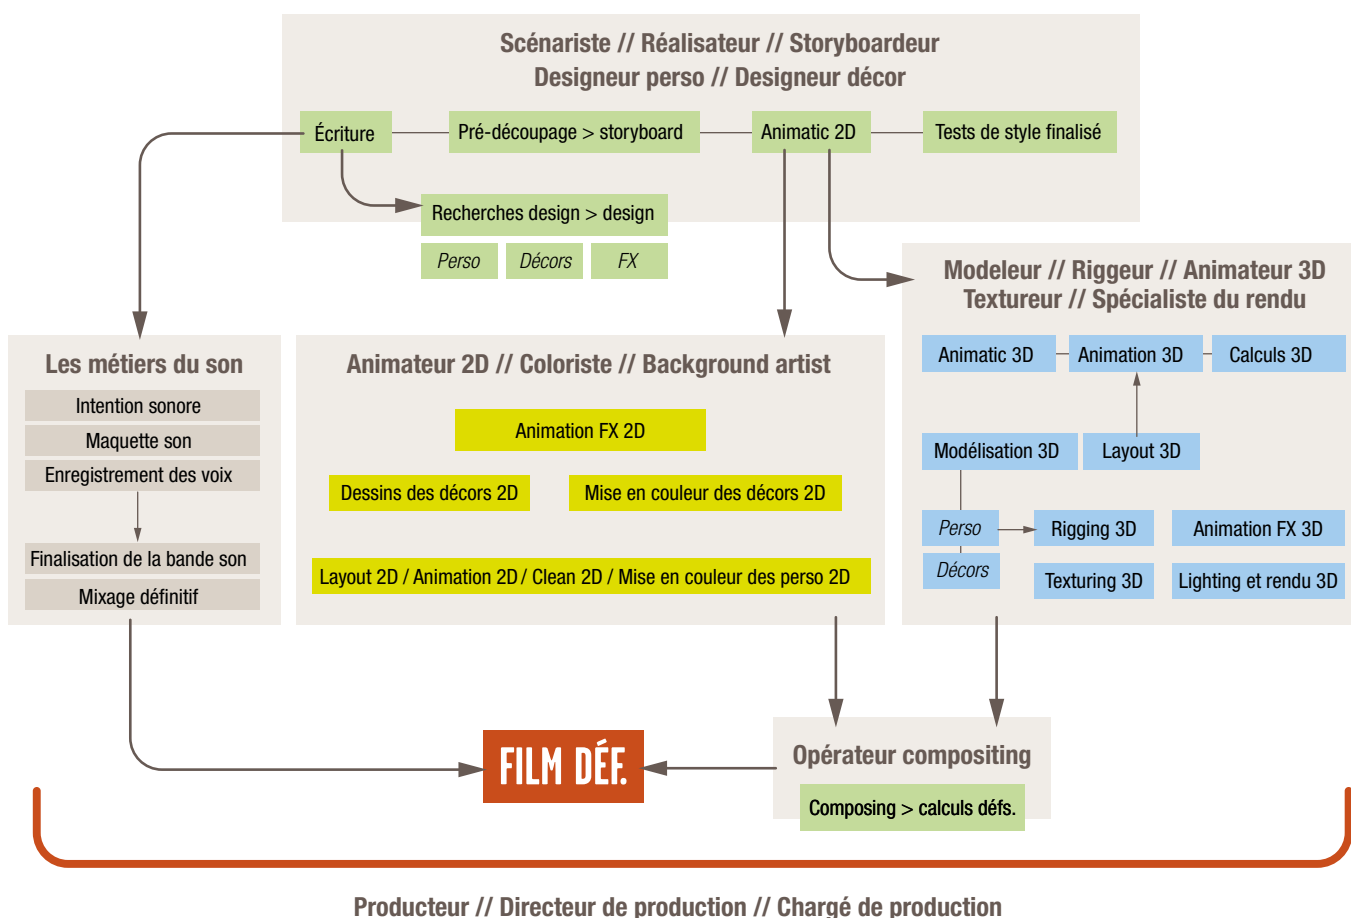 Scénariste // Réalisateur // Storyboardeur
Designeur perso // Designeur décor
Écriture
Pré-découpage > storyboard
Animatic 2D
Tests de style finalisé
Recherches design > design
Perso
Décors
FX
Les métiers du son
Intention sonore
Maquette son
Enregistrement des voix
Finalisation de la bande son
Mixage définitif
Animateur 2D // Coloriste // Background artist
Animation FX 2D
Dessins des décors 2D
Mise en couleur des décors 2D
Layout 2D / Animation 2D / Clean 2D / Mise en couleur des perso 2D
Modeleur // Riggeur // Animateur 3D
Textureur // Spécialiste du rendu
Animatic 3D
Animation 3D
Calculs 3D
Modélisation 3D
Layout 3D
Perso
Rigging 3D
Animation FX 3D
Décors
Texturing 3D
Lighting et rendu 3D
FILM DÉF.
Opérateur compositing
Composing > calculs défs.
Producteur // Directeur de production // Chargé de production